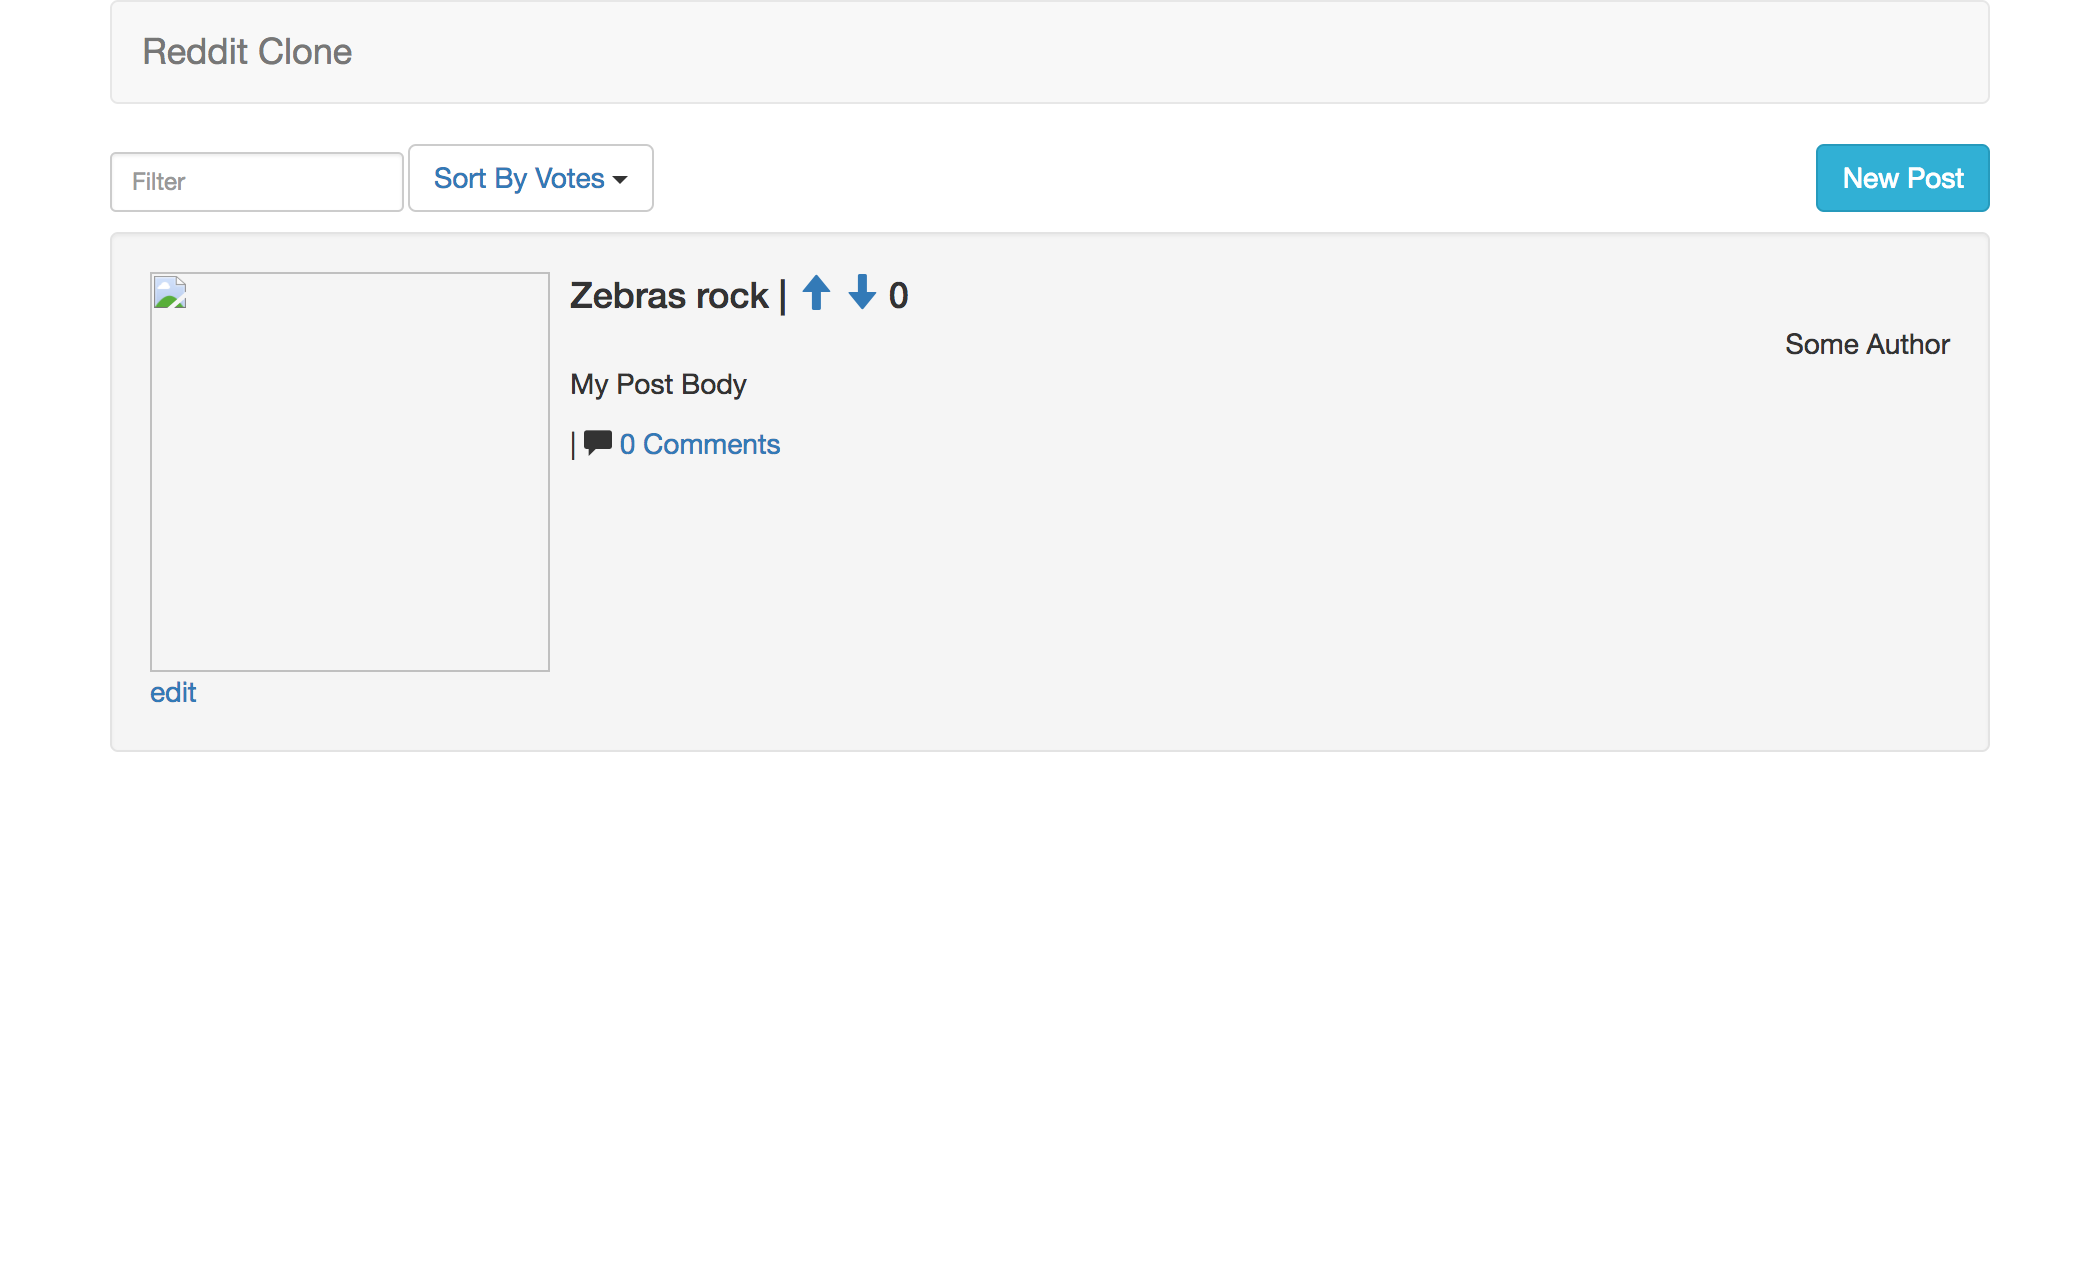 Reddit Clone
Filter
Sort By Votes
New Post
Zebras rock | 0
Some Author
My Post Body
| 0 Comments
edit